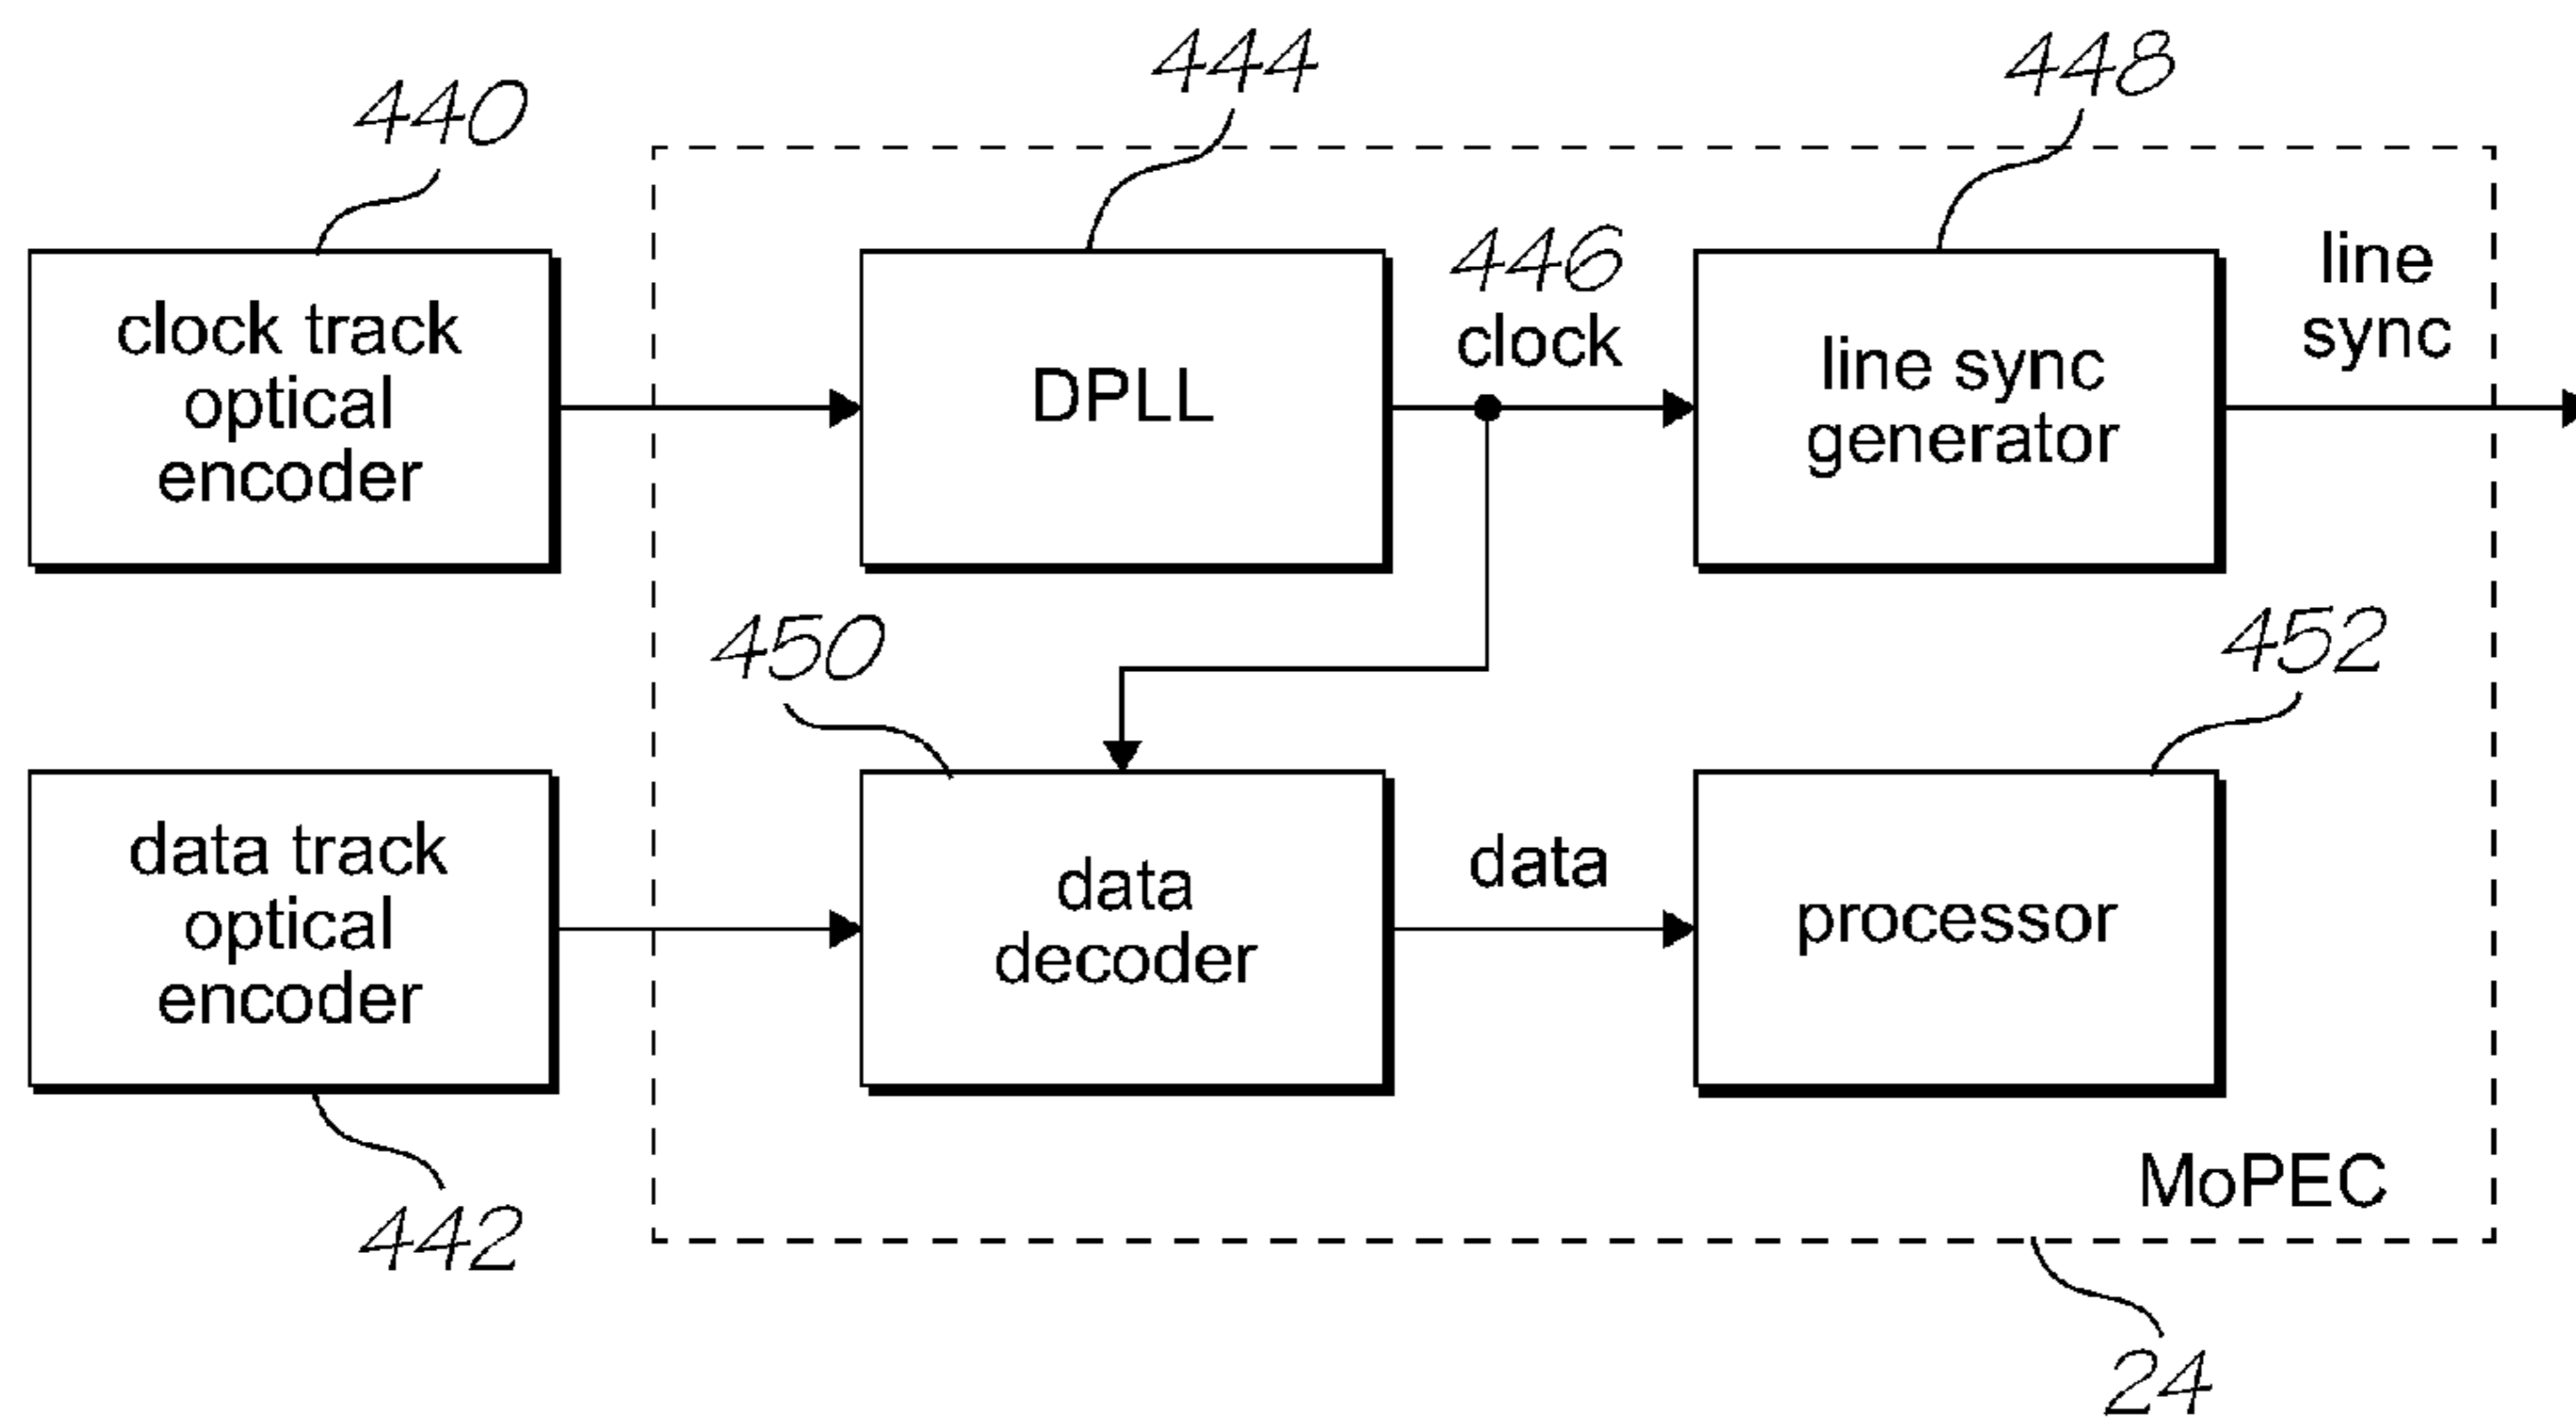 440
444
448
446
clock
line
sync
clock track
optical
encoder
DPLL
line sync
generator
450
452
data track
optical
encoder
data
decoder
data
processor
MoPEC
442
24